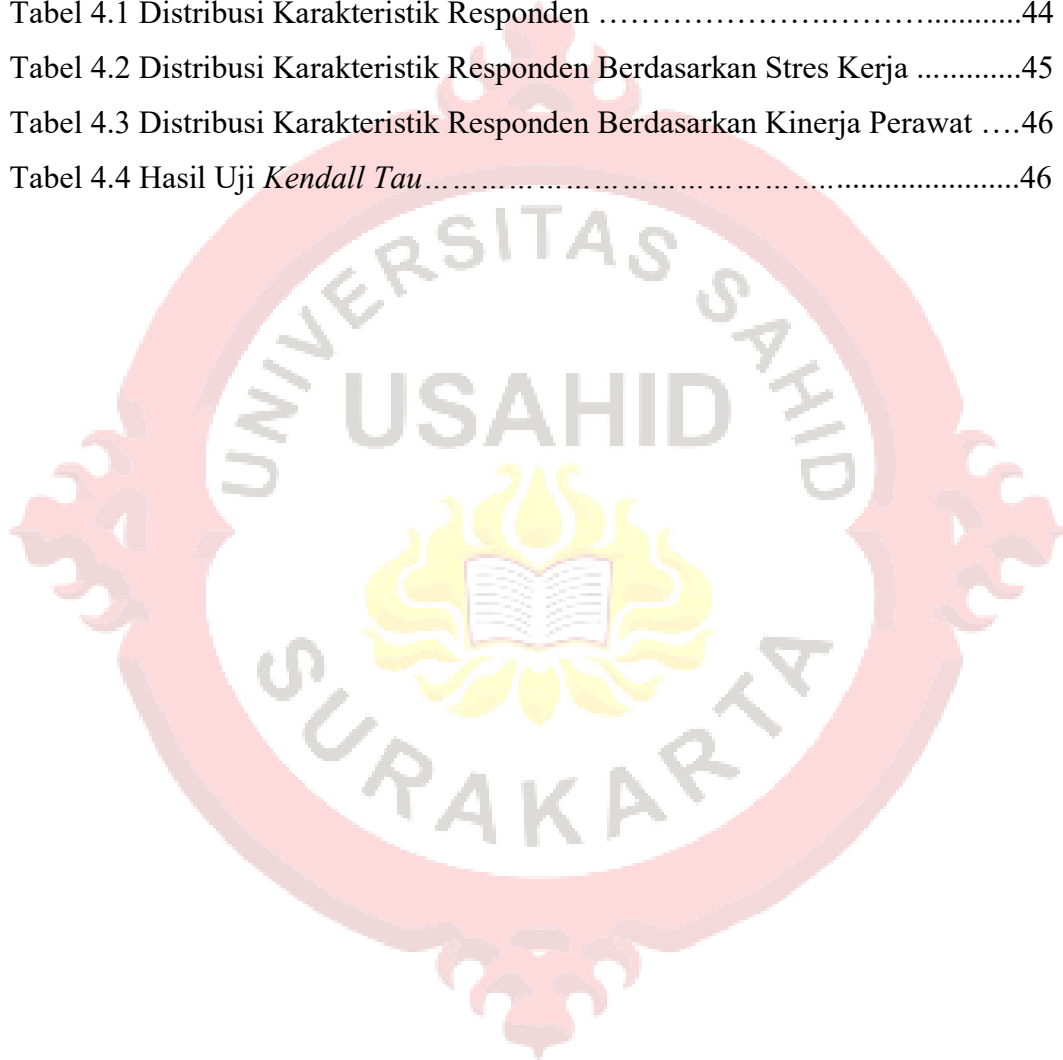 Tabel 4.1 Distribusi Karakteristik Responden ……………………………............44
Tabel 4.2 Distribusi Karakteristik Responden Berdasarkan Stres Kerja .............45
Tabel 4.3 Distribusi Karakteristik Responden Berdasarkan Kinerja Perawat ….46
Tabel 4.4 Hasil Uji Kendall Tau……………………………………….......................46
UNIVERSITAS SAHID
USAHID
SURAKARTA